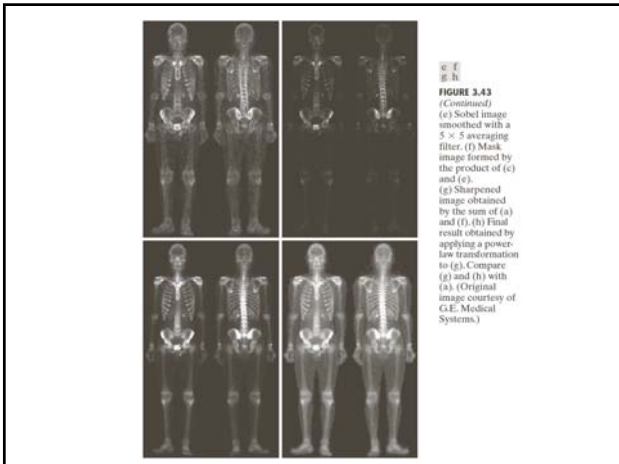 e f
g h
FIGURE 3.43
(Continued)
(e) Sobel image
smoothed with a
5 × 5 averaging
filter. (f) Mask
image formed by
the product of (c)
and (e).
(g) Sharpened
image obtained
by the sum of (a)
and (f). (h) Final
result obtained by
applying a power-
law transformation
to (g). Compare
(g) and (h) with
(a). (Original
image courtesy of
G.E. Medical
Systems.)